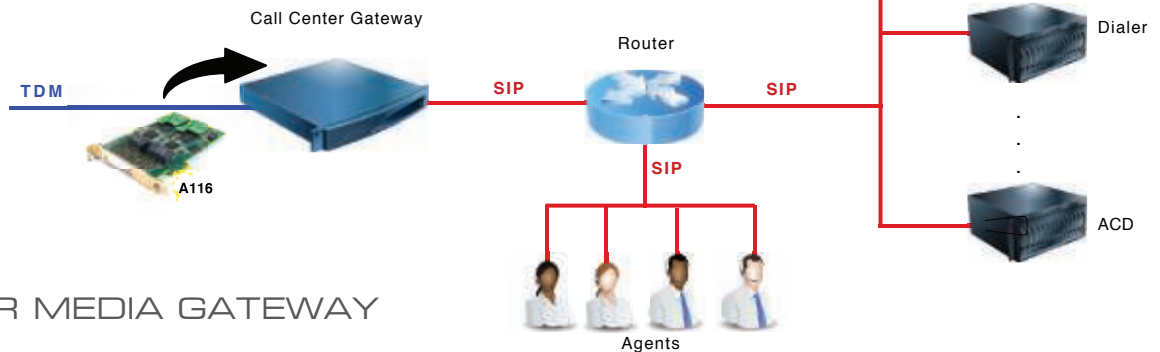 Call Center Gateway
Dialer
Router
TDM
SIP
SIP
A116
SIP
ACD
R MEDIA GATEWAY
Agents